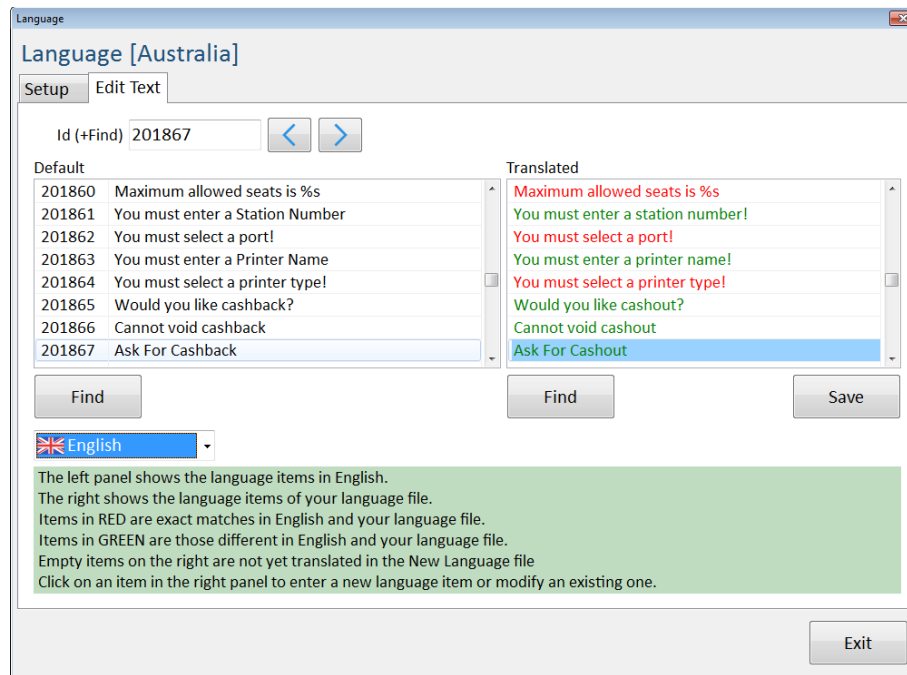 Language
Language [Australia]
Setup Edit Text
Id (+Find) 201867
Default Translated
201860 Maximum allowed seats is %s Maximum allowed seats is %s
201861 You must enter a Station Number You must enter a station number!
201862 You must select a port! You must select a port!
201863 You must enter a Printer Name You must enter a printer name!
201864 You must select a printer type! You must select a printer type!
201865 Would you like cashback? Would you like cashout?
201866 Cannot void cashback Cannot void cashout
201867 Ask For Cashback Ask For Cashout
Find Find Save
English
The left panel shows the language items in English.
The right shows the language items of your language file.
Items in RED are exact matches in English and your language file.
Items in GREEN are those different in English and your language file.
Empty items on the right are not yet translated in the New Language file
Click on an item in the right panel to enter a new language item or modify an existing one.
Exit